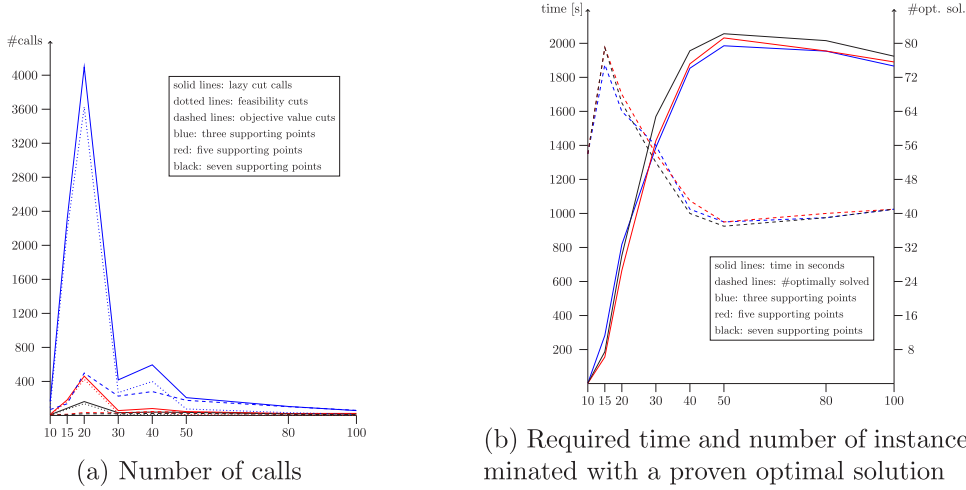 #calls
4000
3600
3200
2800
2400
2000
1600
1200
800
400
10 15 20 30 40 50 80 100
solid lines: lazy cut calls
dotted lines: feasibility cuts
dashed lines: objective value cuts
blue: three supporting points
red: five supporting points
black: seven supporting points
(a) Number of calls
time [s]
#opt. sol.
2000
1800
1600
1400
1200
1000
800
600
400
200
80
72
64
56
48
40
32
24
16
8
10 15 20 30 40 50 80 100
solid lines: time in seconds
dashed lines: #optimally solved
blue: three supporting points
red: five supporting points
black: seven supporting points
(b) Required time and number of instance
minated with a proven optimal solution